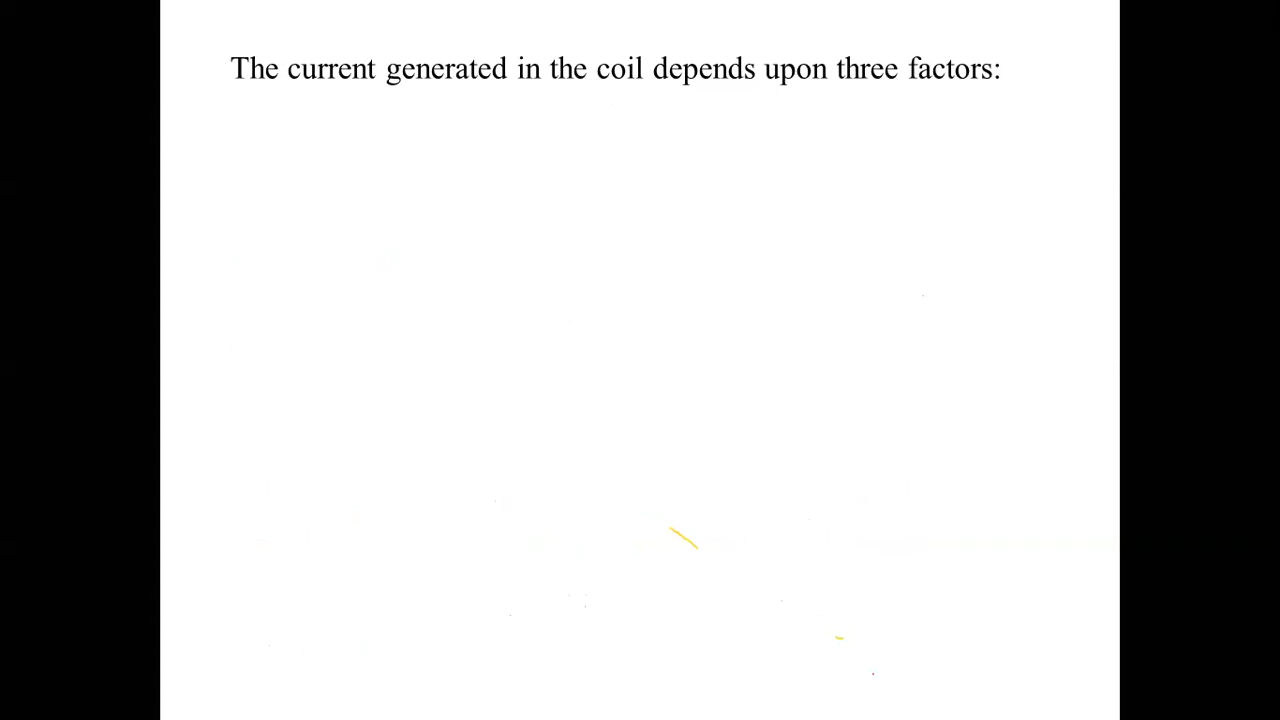 The current generated in the coil depends upon three factors: